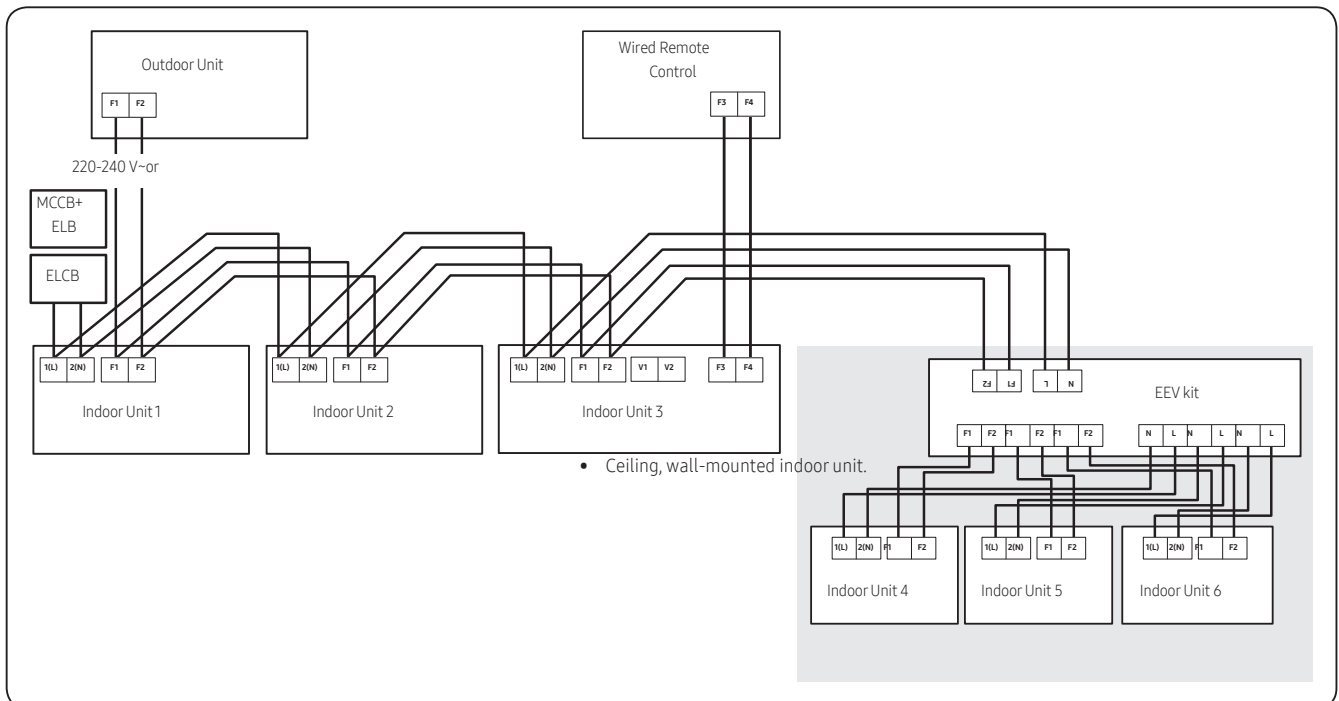 Outdoor Unit
F1 F2
220-240 V~or
MCCB+
ELB
ELCB
Wired Remote
Control
F3 F4
1(L) 2(N) F1 F2
Indoor Unit 1
1(L) 2(N) F1 F2
Indoor Unit 2
1(L) 2(N) F1 F2 V1 V2 F3 F4
Indoor Unit 3
• Ceiling, wall-mounted indoor unit.
F2 F1 L N
EEV kit
F1 F2 F1 F2 F1 F2 N L N L N L
1(L) 2(N) F1 F2
Indoor Unit 4
1(L) 2(N) F1 F2
Indoor Unit 5
1(L) 2(N) F1 F2
Indoor Unit 6